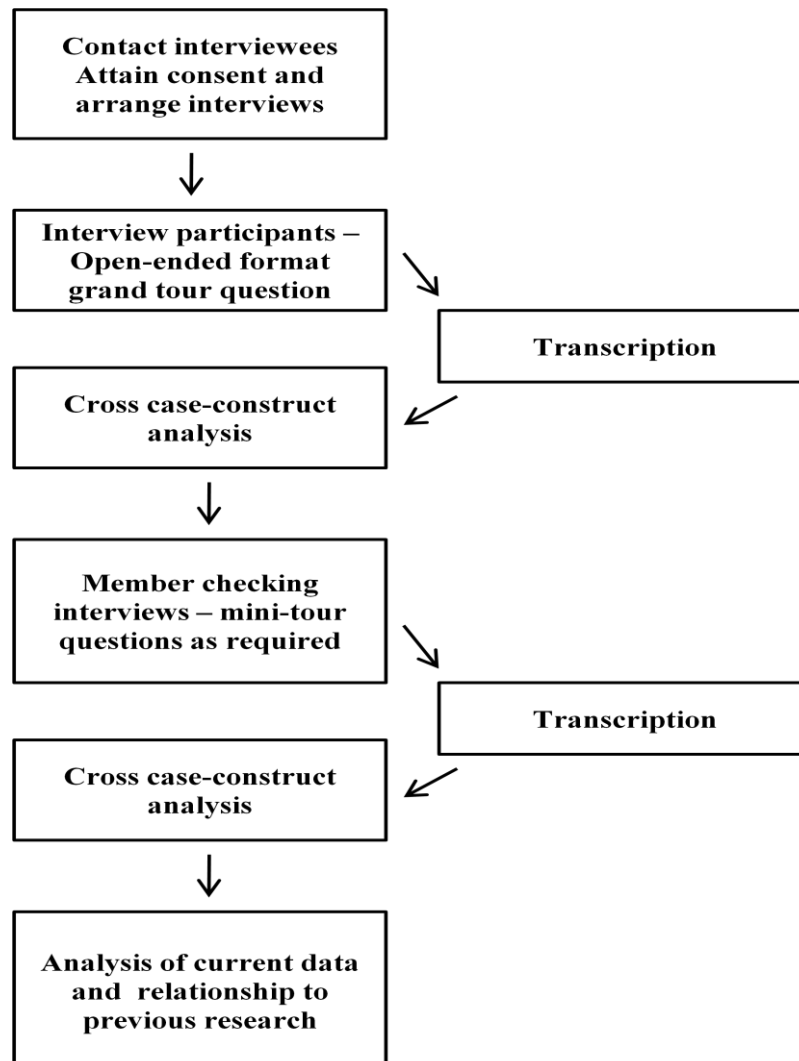 Contact interviewees
Attain consent and
arrange interviews
Interview participants –
Open-ended format
grand tour question
Transcription
Cross case-construct
analysis
Member checking
interviews – mini-tour
questions as required
Transcription
Cross case-construct
analysis
Analysis of current data
and relationship to
previous research